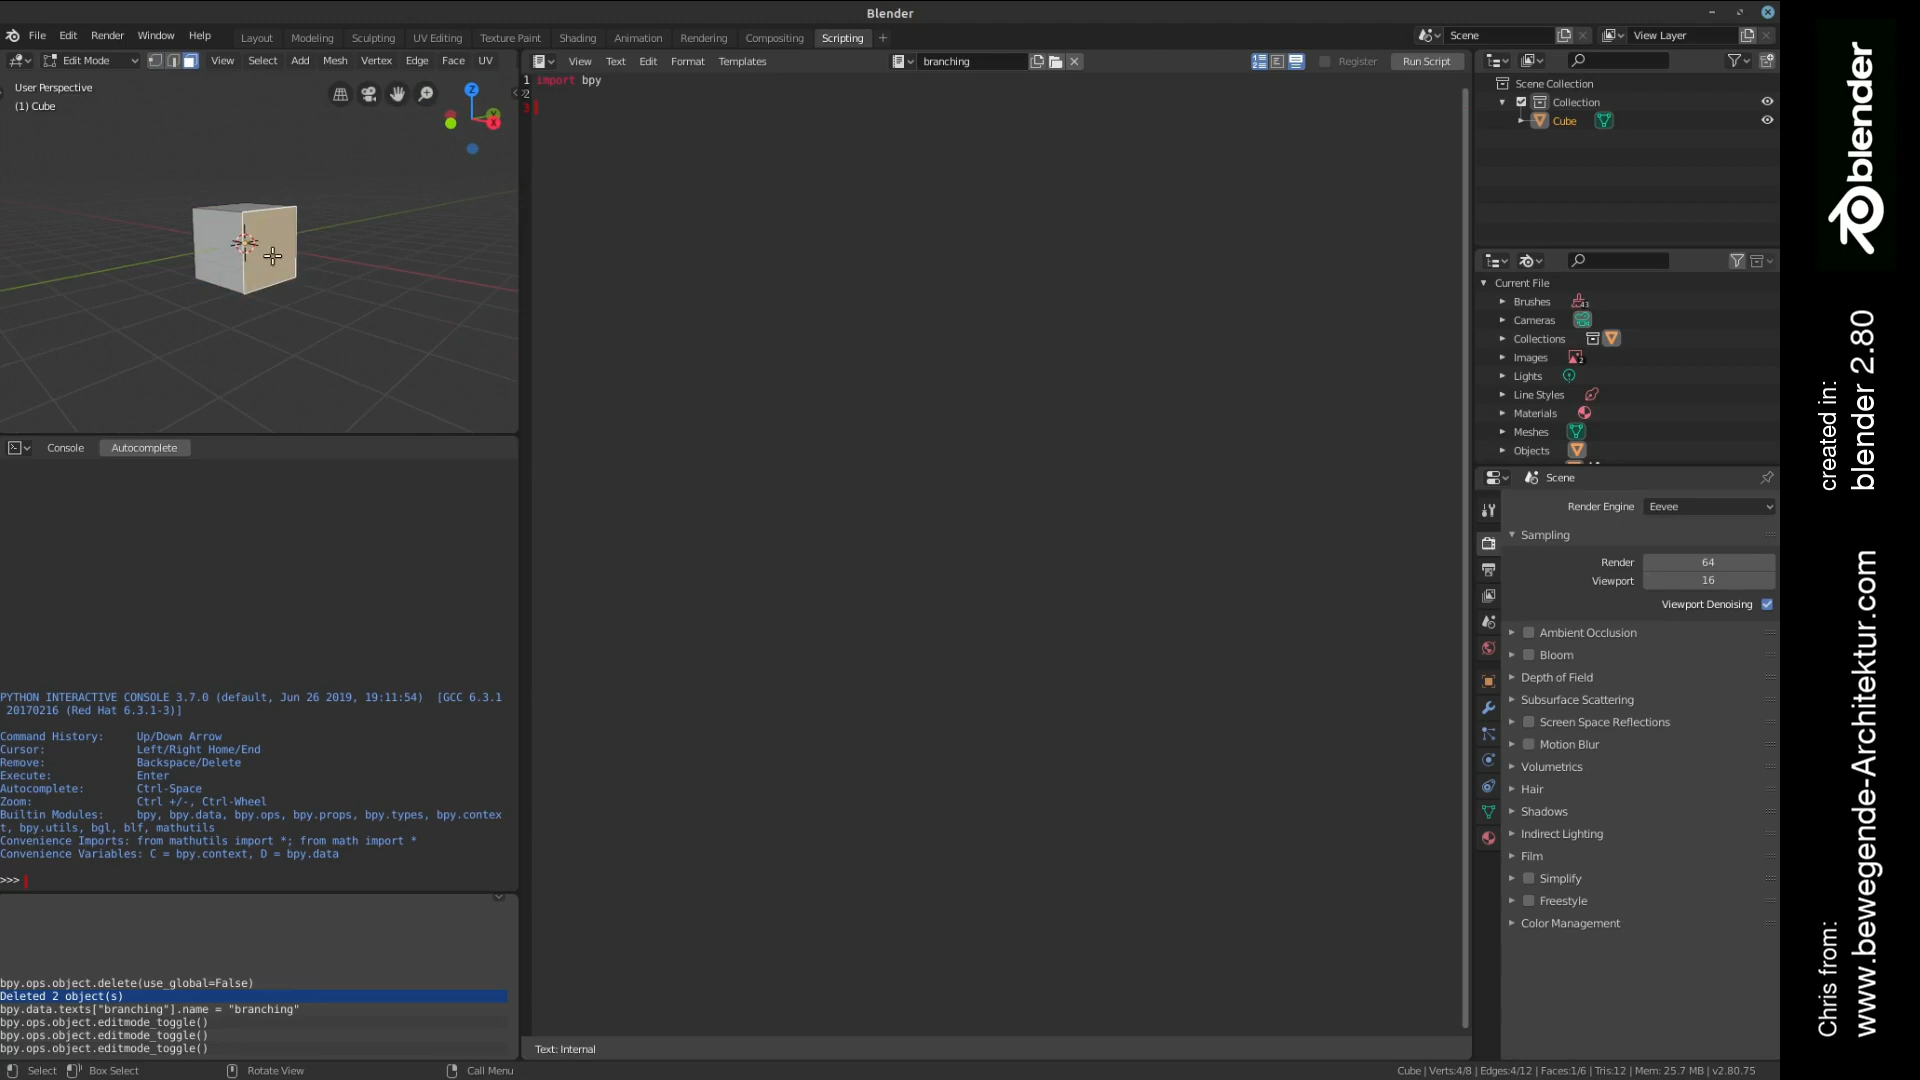 Blender
File Edit Render Window Help
Layout Modeling Sculpting UV Editing Texture Paint Shading Animation Rendering Compositing Scripting +
Scene
View Layer
Edit Mode
View Select Add Mesh Vertex Edge Face UV
User Perspective
(1) Cube
Z
Y
X
View Text Edit Format Templates
branching
Register
Run Script
1 import bpy
2
3
Text: Internal
Scene Collection
Collection
Cube
Current File
Brushes 43
Cameras
Collections
Images 2
Lights
Line Styles
Materials
Meshes
Objects
Scene
Render Engine Eevee
Sampling
Render 64
Viewport 16
Viewport Denoising
Ambient Occlusion
Bloom
Depth of Field
Subsurface Scattering
Screen Space Reflections
Motion Blur
Volumetrics
Hair
Shadows
Indirect Lighting
Film
Simplify
Freestyle
Color Management
Console Autocomplete
PYTHON INTERACTIVE CONSOLE 3.7.0 (default, Jun 26 2019, 19:11:54)  [GCC 6.3.1
20170216 (Red Hat 6.3.1-3)]
Command History: Up/Down Arrow
Cursor: Left/Right Home/End
Remove: Backspace/Delete
Execute: Enter
Autocomplete: Ctrl-Space
Zoom: Ctrl +/-, Ctrl-Wheel
Builtin Modules: bpy, bpy.data, bpy.ops, bpy.props, bpy.types, bpy.contex
t, bpy.utils, bgl, blf, mathutils
Convenience Imports: from mathutils import *; from math import *
Convenience Variables: C = bpy.context, D = bpy.data
>>>
bpy.ops.object.delete(use_global=False)
Deleted 2 object(s)
bpy.data.texts["branching"].name = "branching"
bpy.ops.object.editmode_toggle()
bpy.ops.object.editmode_toggle()
bpy.ops.object.editmode_toggle()
Select Box Select Rotate View Call Menu
Cube | Verts:4/8 | Edges:4/12 | Faces:1/6 | Tris:12 | Mem: 25.7 MB | v2.80.75
blender
created in:
blender 2.80
Chris from:
www.bewegende-Architektur.com